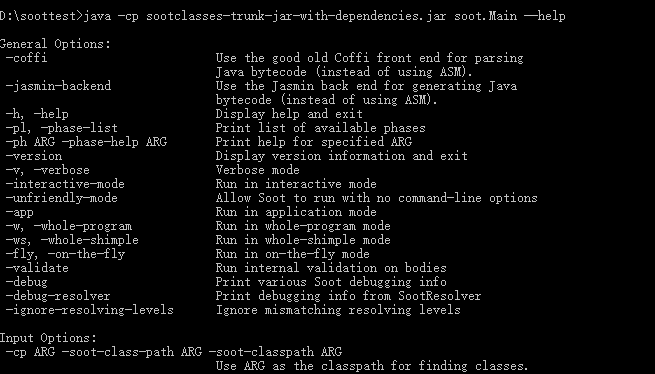 D:\soottest>java -cp sootclasses-trunk-jar-with-dependencies.jar soot.Main --help
General Options:
-coffi Use the good old Coffi front end for parsing
Java bytecode (instead of using ASM).
-jasmin-backend Use the Jasmin back end for generating Java
bytecode (instead of using ASM).
-h, -help Display help and exit
-pl, -phase-list Print list of available phases
-ph ARG -phase-help ARG Print help for specified ARG
-version Display version information and exit
-v, -verbose Verbose mode
-interactive-mode Run in interactive mode
-unfriendly-mode Allow Soot to run with no command-line options
-app Run in application mode
-w, -whole-program Run in whole-program mode
-ws, -whole-shimple Run in whole-shimple mode
-fly, -on-the-fly Run in on-the-fly mode
-validate Run internal validation on bodies
-debug Print various Soot debugging info
-debug-resolver Print debugging info from SootResolver
-ignore-resolving-levels Ignore mismatching resolving levels
Input Options:
-cp ARG -soot-class-path ARG -soot-classpath ARG
Use ARG as the classpath for finding classes.